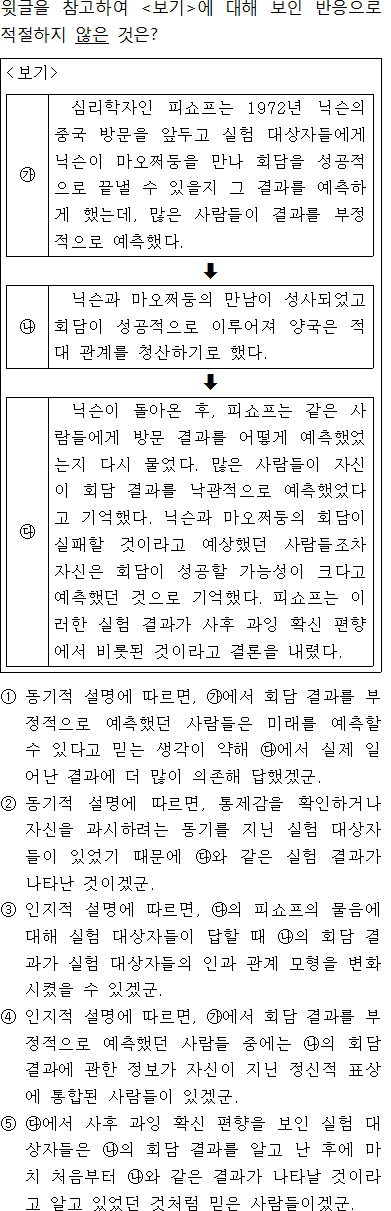 윗글을 참고하여 <보기>에 대해 보인 반응으로
적절하지 않은 것은?
<보기>
심리학자인 피쇼프는 1972년 닉슨의
중국 방문을 앞두고 실험 대상자들에게
닉슨이 마오쩌둥을 만나 회담을 성공적
으로 끝낼 수 있을지 그 결과를 예측하
게 했는데, 많은 사람들이 결과를 부정
적으로 예측했다.
㉮
닉슨과 마오쩌둥의 만남이 성사되었고
회담이 성공적으로 이루어져 양국은 적
대 관계를 청산하기로 했다.
㉯
닉슨이 돌아온 후, 피쇼프는 같은 사
람들에게 방문 결과를 어떻게 예측했었
는지 다시 물었다. 많은 사람들이 자신
이 회담 결과를 낙관적으로 예측했었다
고 기억했다. 닉슨과 마오쩌둥의 회담이
실패할 것이라고 예상했던 사람들조차
자신은 회담이 성공할 가능성이 크다고
예측했던 것으로 기억했다. 피쇼프는 이
러한 실험 결과가 사후 과잉 확신 편향
에서 비롯된 것이라고 결론을 내렸다.
㉰
① 동기적 설명에 따르면, ㉮에서 회담 결과를 부
정적으로 예측했던 사람들은 미래를 예측할
수 있다고 믿는 생각이 약해 ㉰에서 실제 일
어난 결과에 더 많이 의존해 답했겠군.
② 동기적 설명에 따르면, 통제감을 확인하거나
자신을 과시하려는 동기를 지닌 실험 대상자
들이 있었기 때문에 ㉰와 같은 실험 결과가
나타난 것이겠군.
③ 인지적 설명에 따르면, ㉰의 피쇼프의 물음에
대해 실험 대상자들이 답할 때 ㉯의 회담 결
과가 실험 대상자들의 인과 관계 모형을 변화
시켰을 수 있겠군.
④ 인지적 설명에 따르면, ㉮에서 회담 결과를 부
정적으로 예측했던 사람들 중에는 ㉯의 회담
결과에 관한 정보가 자신이 지닌 정신적 표상
에 통합된 사람들이 있겠군.
⑤ ㉰에서 사후 과잉 확신 편향을 보인 실험 대
상자들은 ㉯의 회담 결과를 알고 난 후에 마
치 처음부터 ㉯와 같은 결과가 나타날 것이라
고 알고 있었던 것처럼 믿은 사람들이겠군.